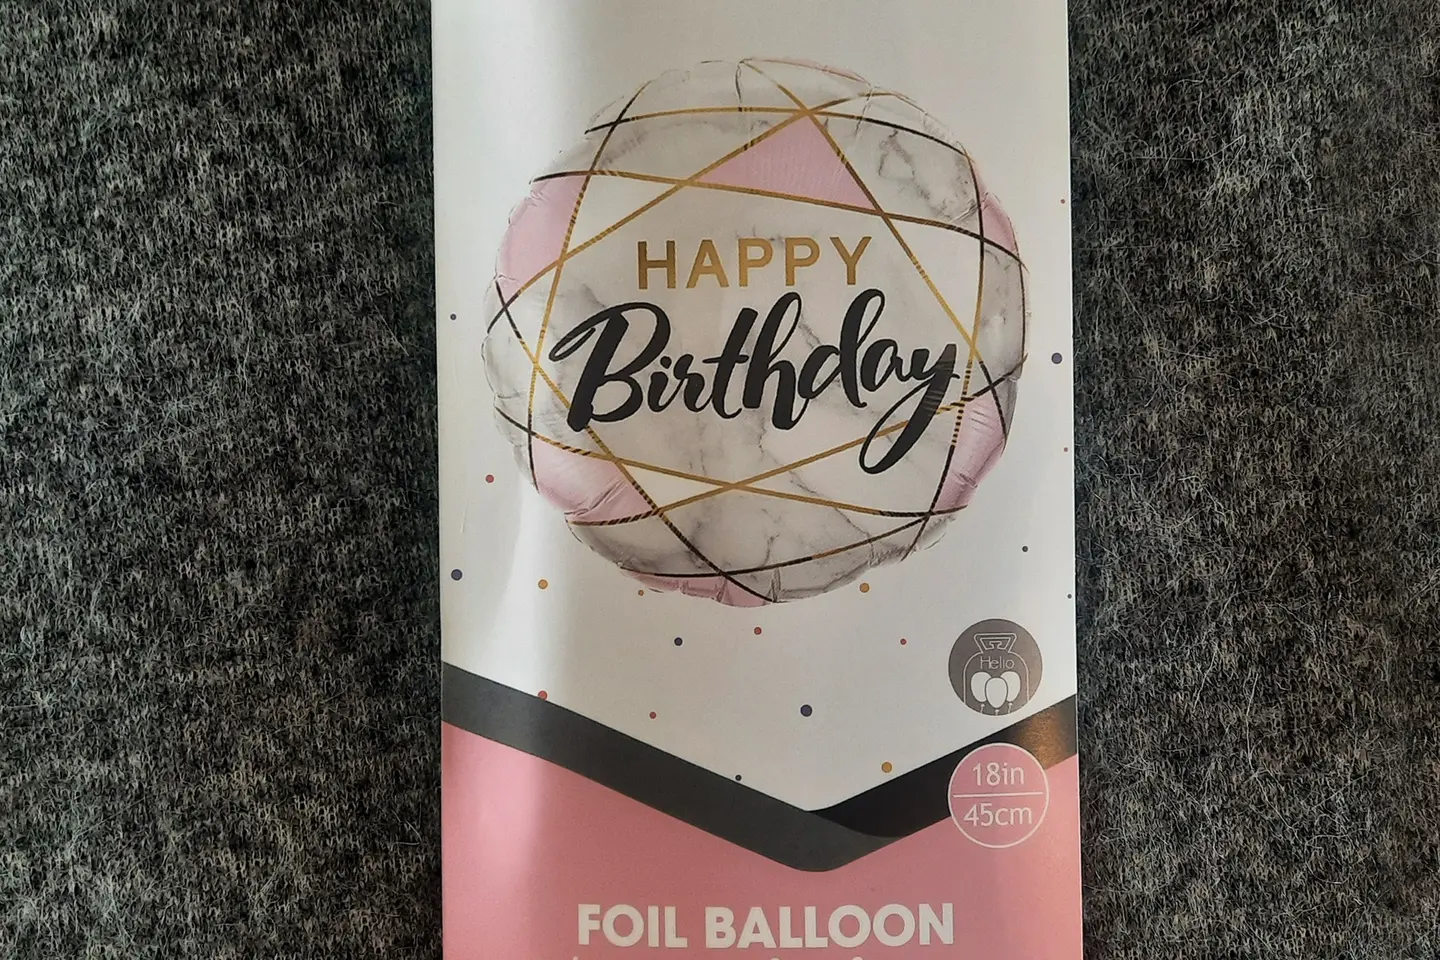 HAPPY
Birthday
Helio
18in
45cm
FOIL BALLOON